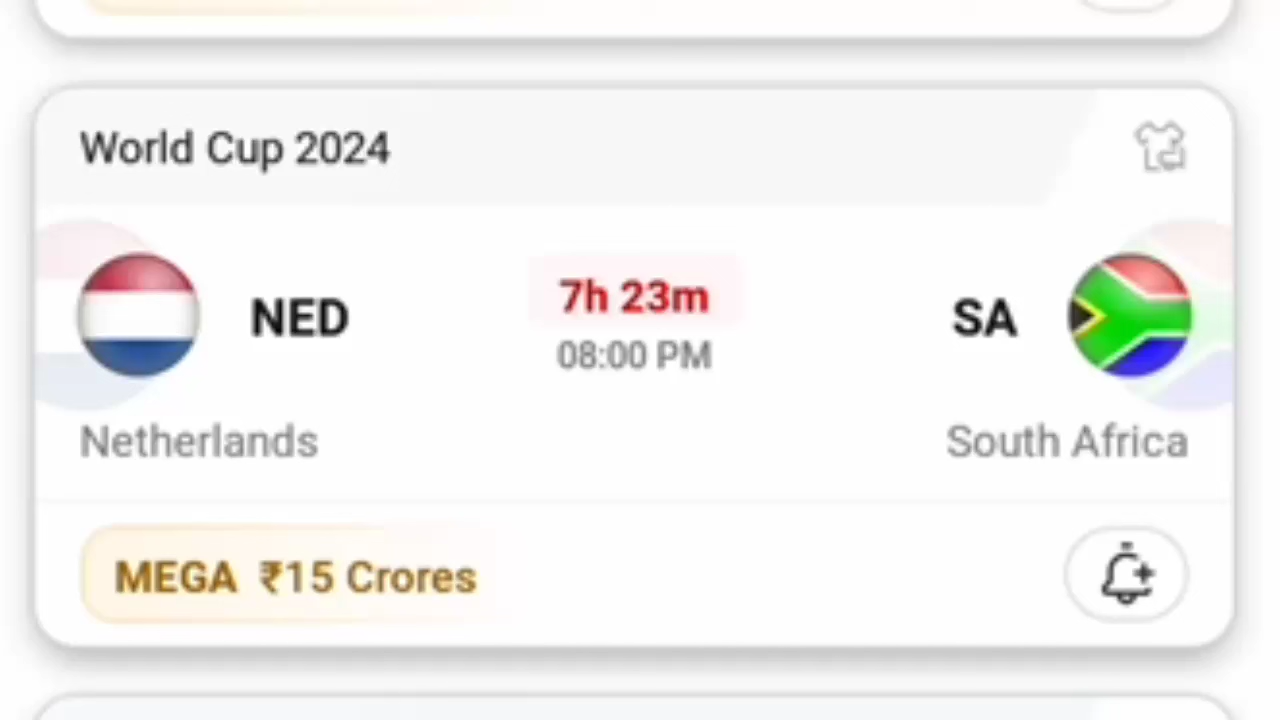 World Cup 2024
NED
7h 23m
08:00 PM
SA
Netherlands
South Africa
MEGA ₹15 Crores